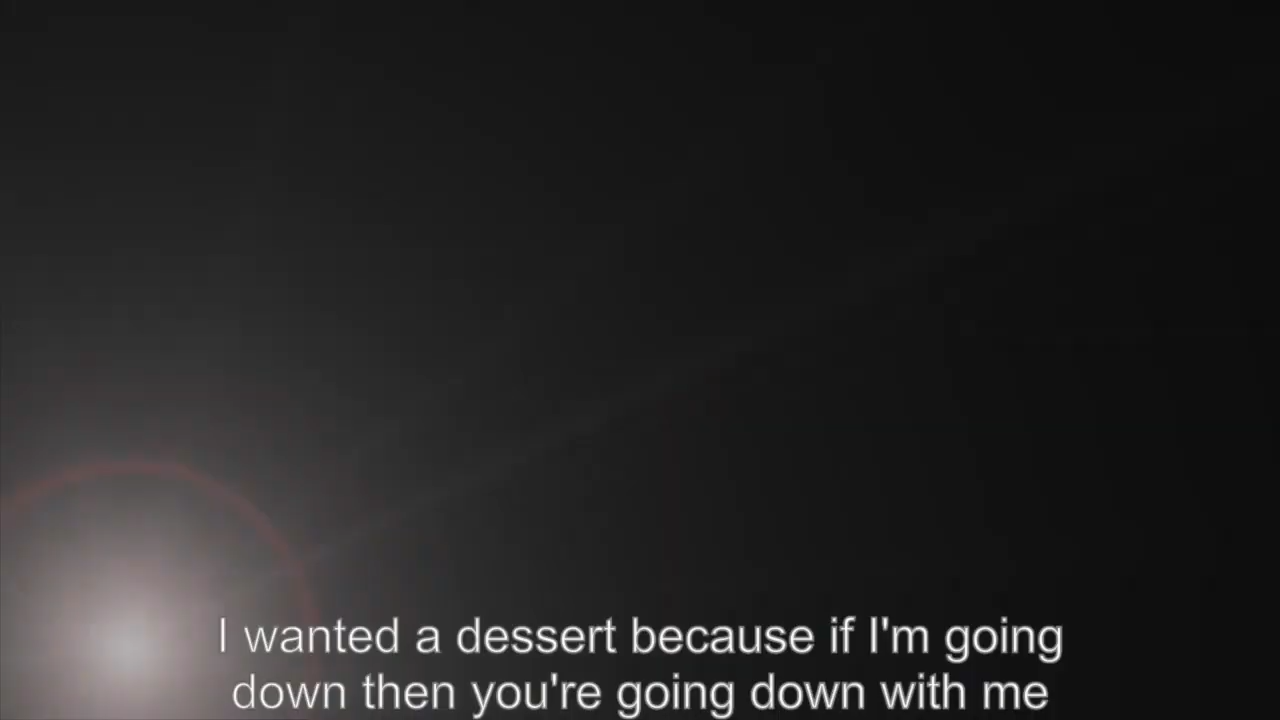 I wanted a dessert because if I'm going
down then you're going down with me